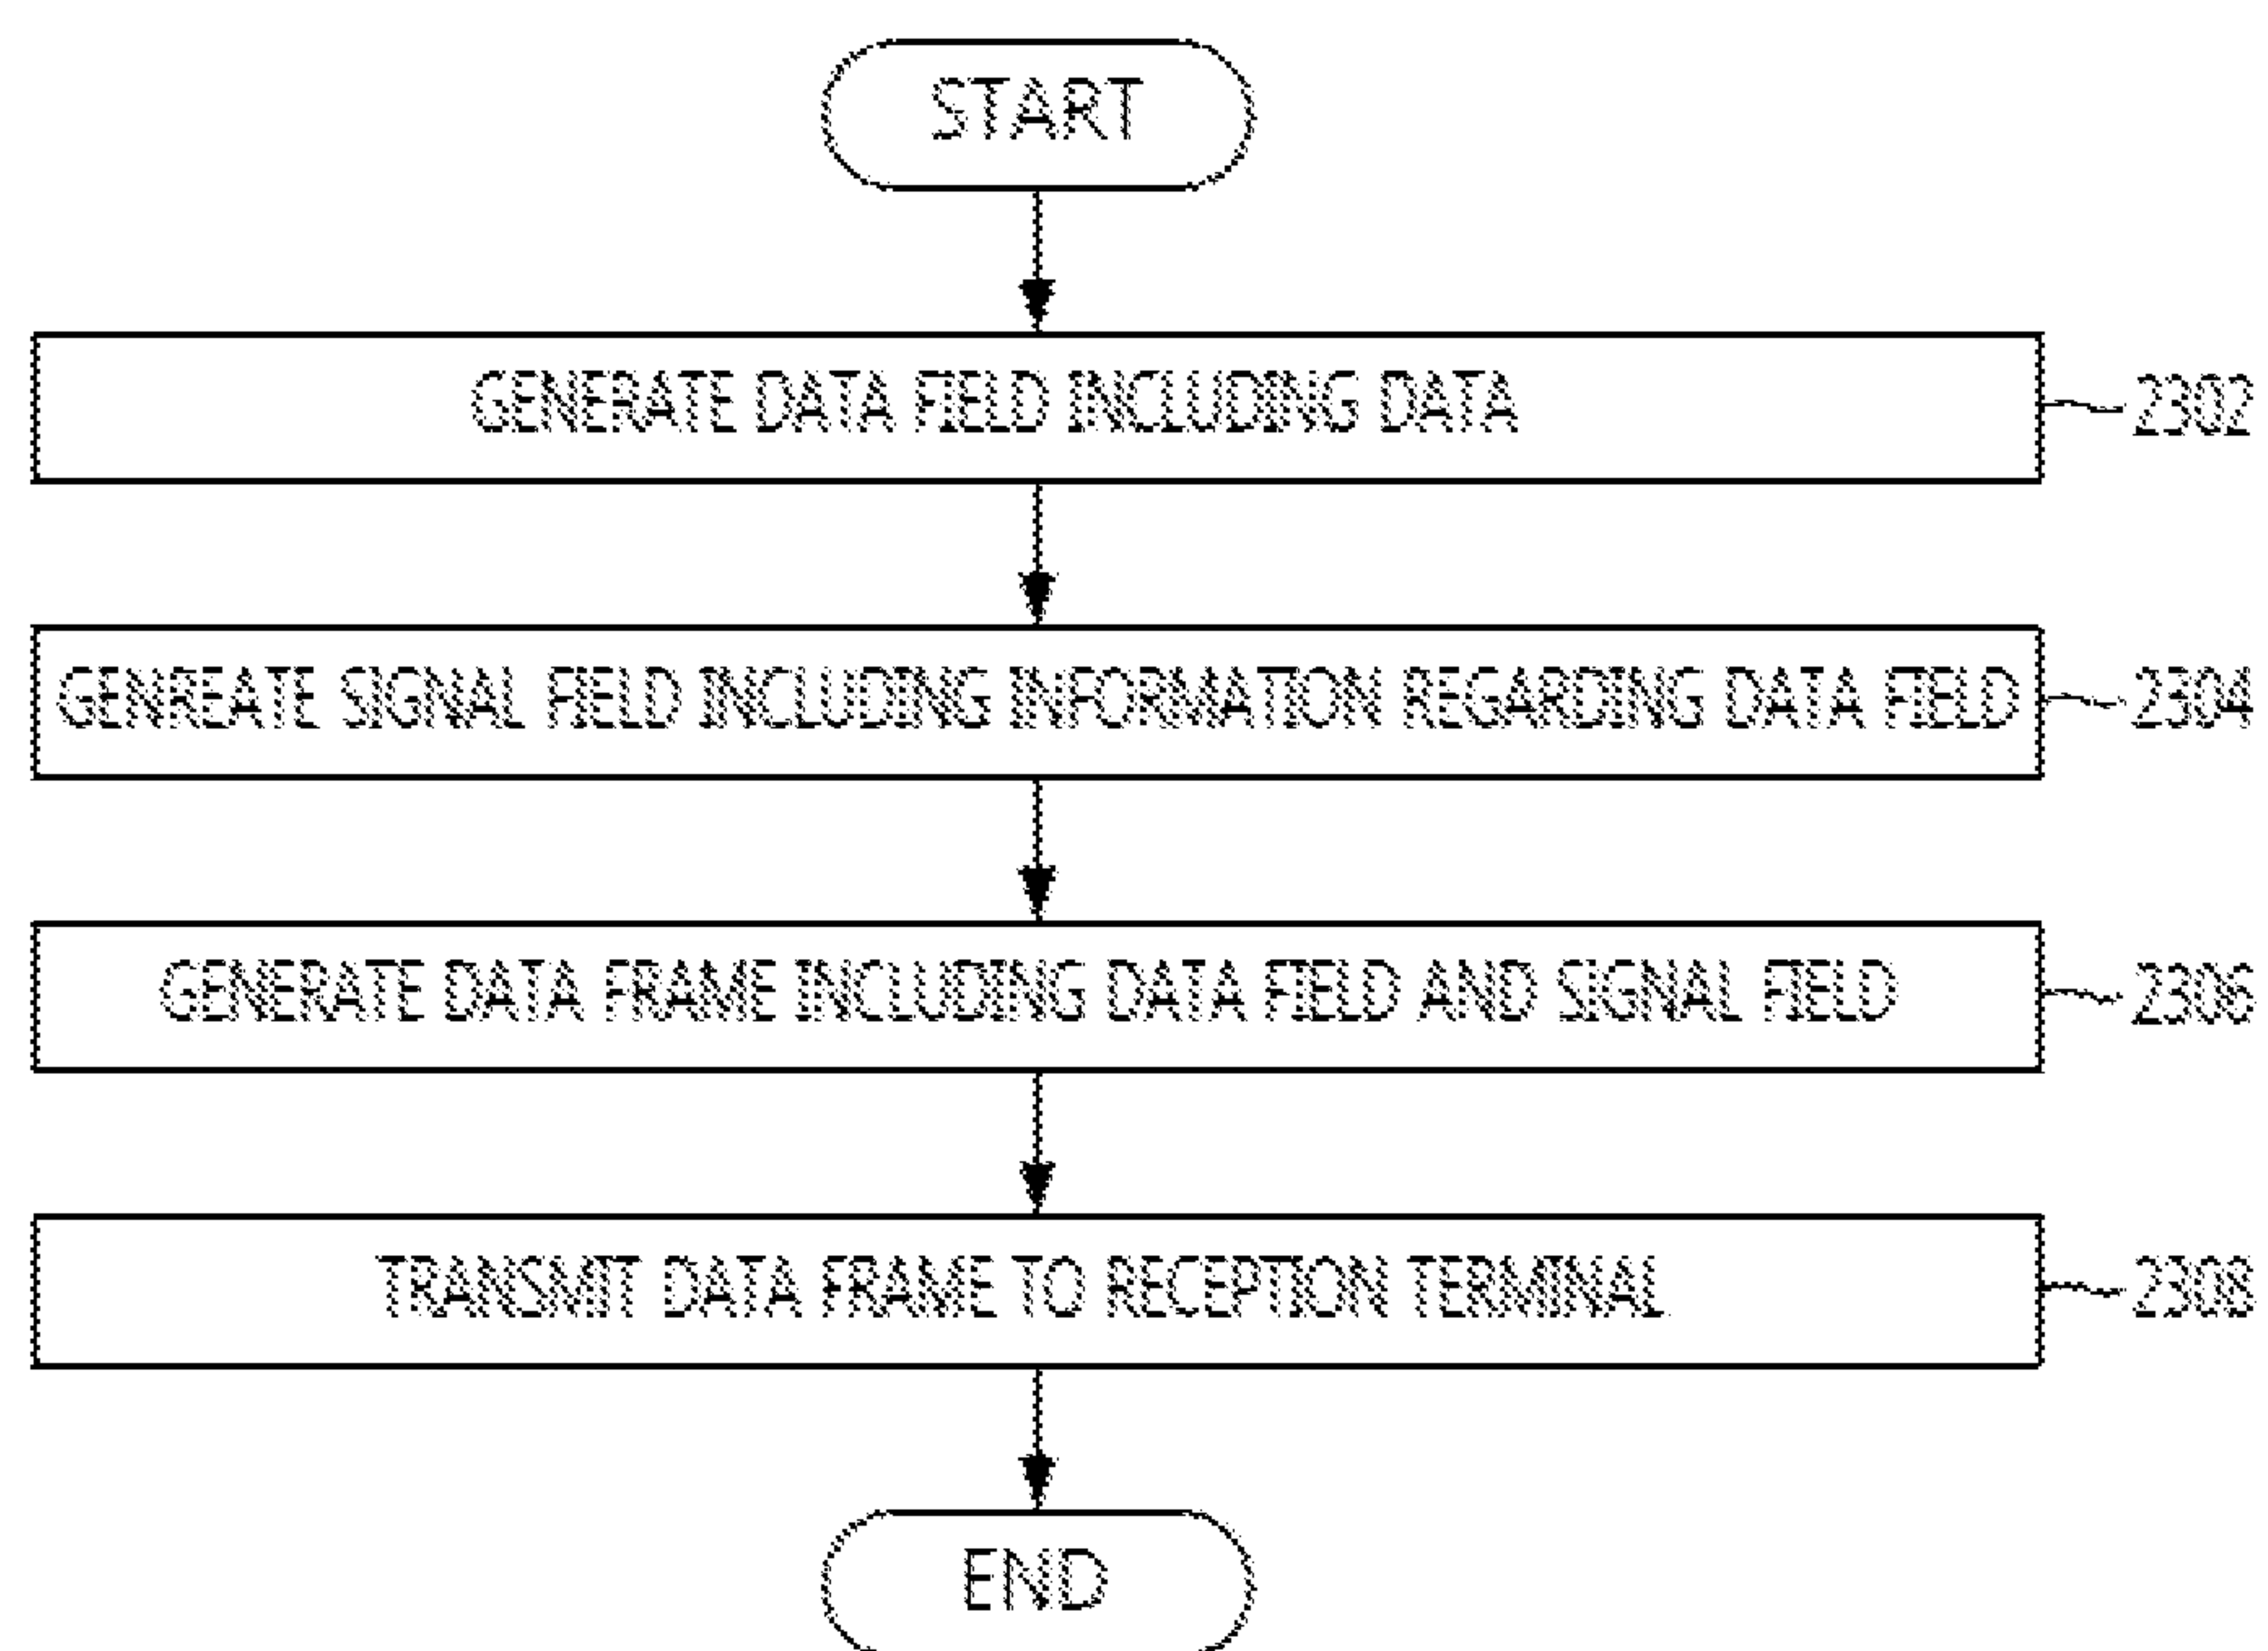 START
GENERATE DATA FIELD INCLUDING DATA
2302
GENREATE SIGNAL FIELD INCLUDING INFORMATION REGARDING DATA FIELD
2304
GENERATE DATA FRAME INCLUDING DATA FIELD AND SIGNAL FIELD
2306
TRANSMIT DATA FRAME TO RECEPTION TERMINAL
2308
END